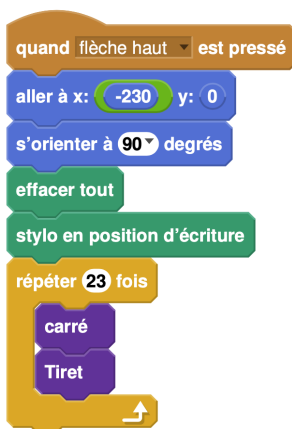 quand flèche haut est pressé
aller à x: -230 y: 0
s'orienter à 90 degrés
effacer tout
stylo en position d'écriture
répéter 23 fois
carré
Tiret